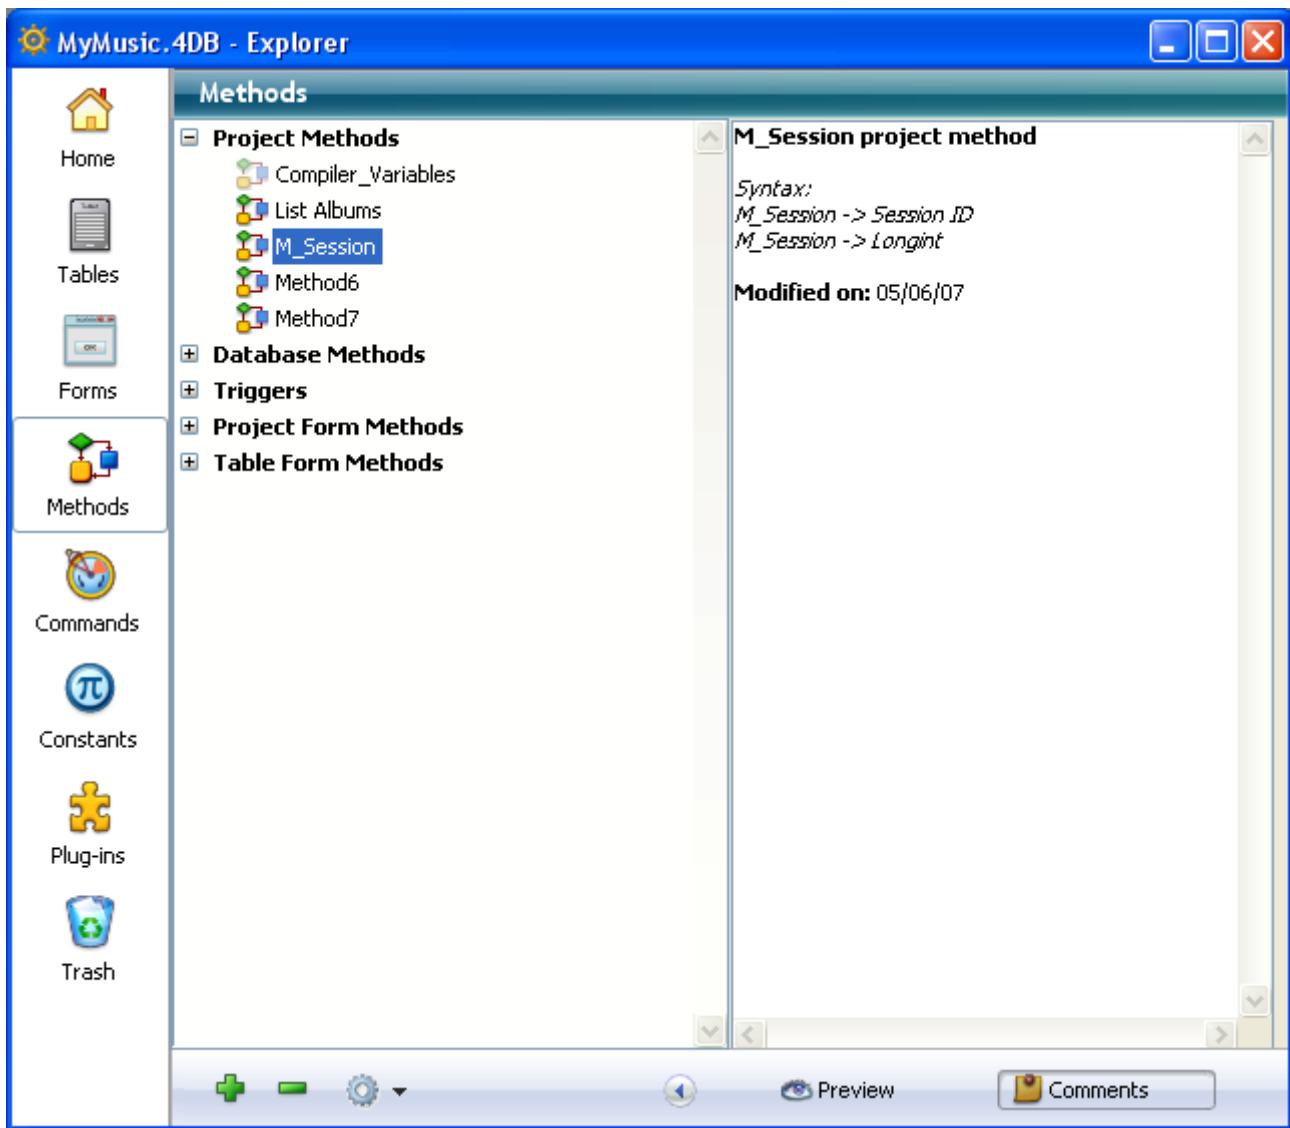 MyMusic.4DB - Explorer
Home
Tables
Forms
OK
Methods
Commands
Constants
π
Plug-ins
Trash
Methods
Project Methods
Compiler_Variables
List Albums
M_Session
Method6
Method7
Database Methods
Triggers
Project Form Methods
Table Form Methods
M_Session project method
Syntax:
M_Session -> Session ID
M_Session -> Longint
Modified on: 05/06/07
Preview
Comments